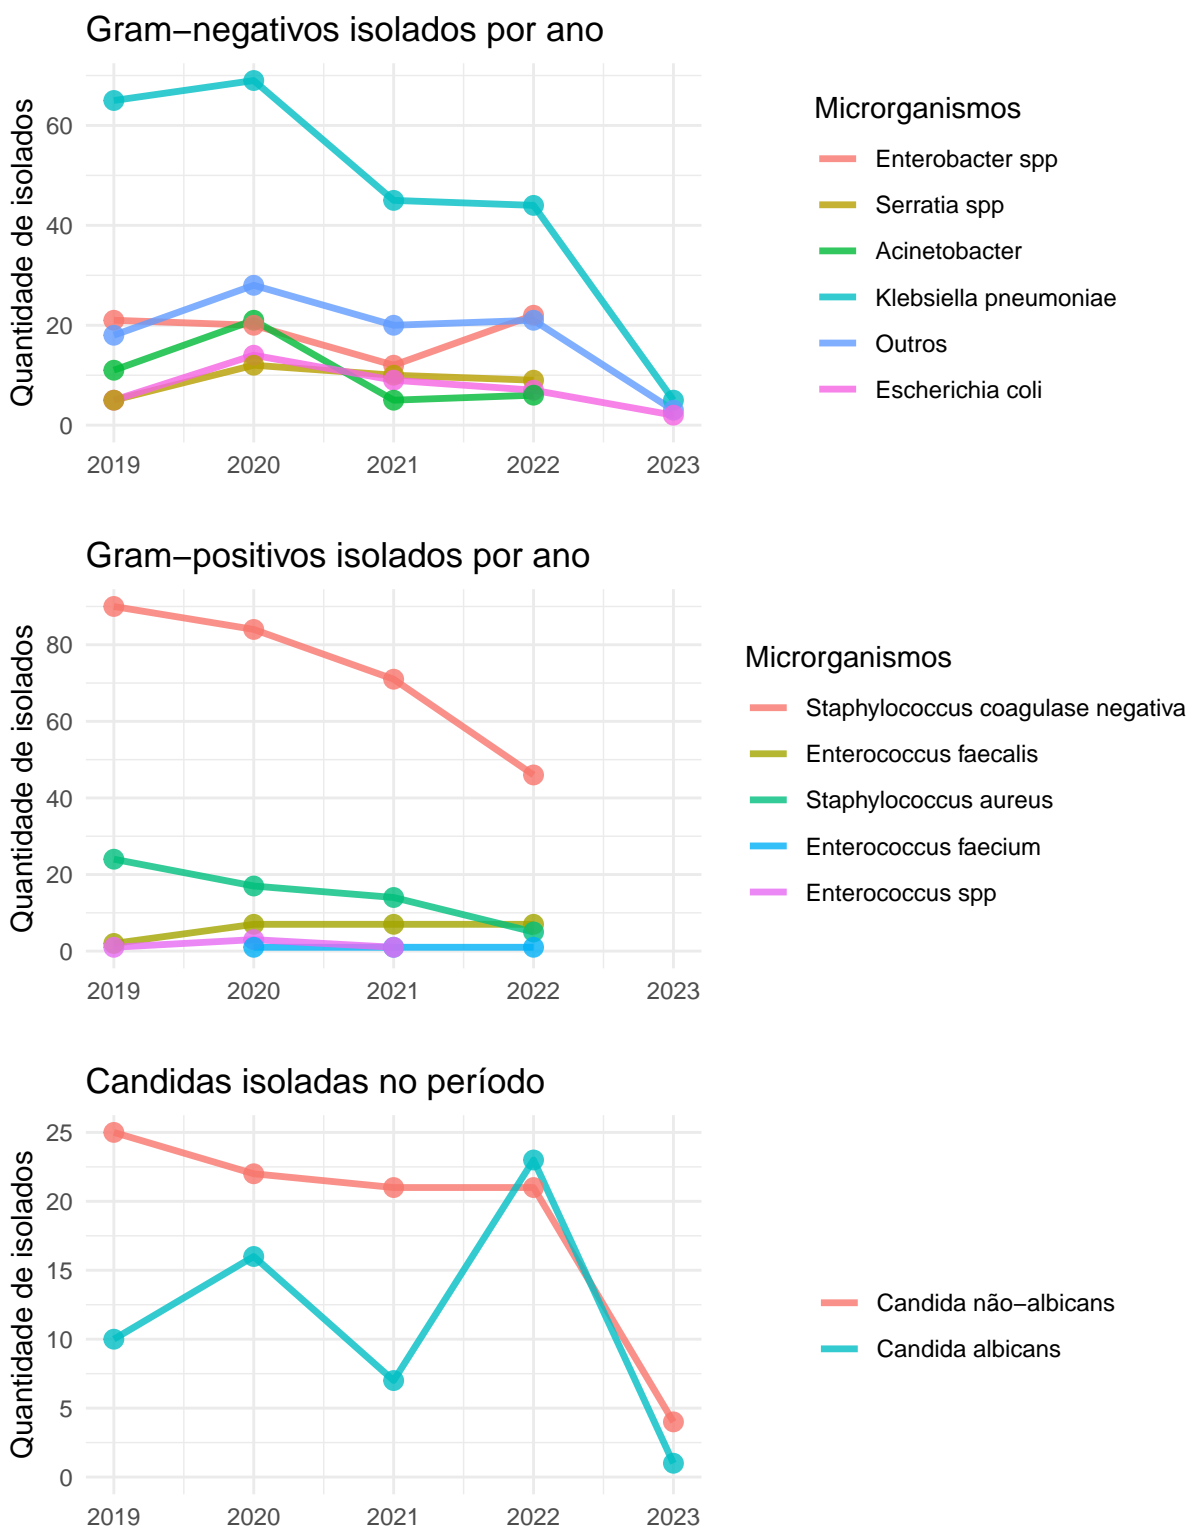 Gram−negativos isolados por ano
Quantidade de isolados
60
40
20
0
2019 2020 2021 2022 2023
Microrganismos
Enterobacter spp
Serratia spp
Acinetobacter
Klebsiella pneumoniae
Outros
Escherichia coli
Gram−positivos isolados por ano
Quantidade de isolados
80
60
40
20
0
2019 2020 2021 2022 2023
Microrganismos
Staphylococcus coagulase negativa
Enterococcus faecalis
Staphylococcus aureus
Enterococcus faecium
Enterococcus spp
Candidas isoladas no período
Quantidade de isolados
25
20
15
10
5
0
2019 2020 2021 2022 2023
Candida não−albicans
Candida albicans